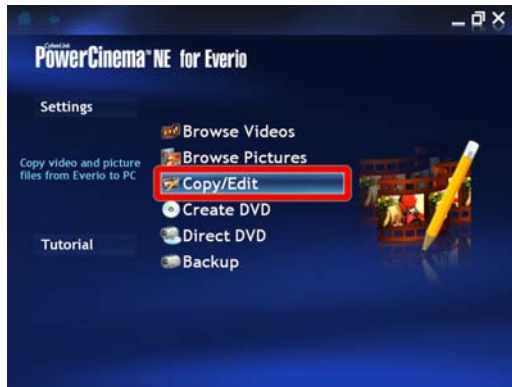 CyberLink
PowerCinema™ NE for Everio
Settings
Browse Videos
Browse Pictures
Copy video and picture
files from Everio to PC
Copy/Edit
Create DVD
Direct DVD
Tutorial
Backup